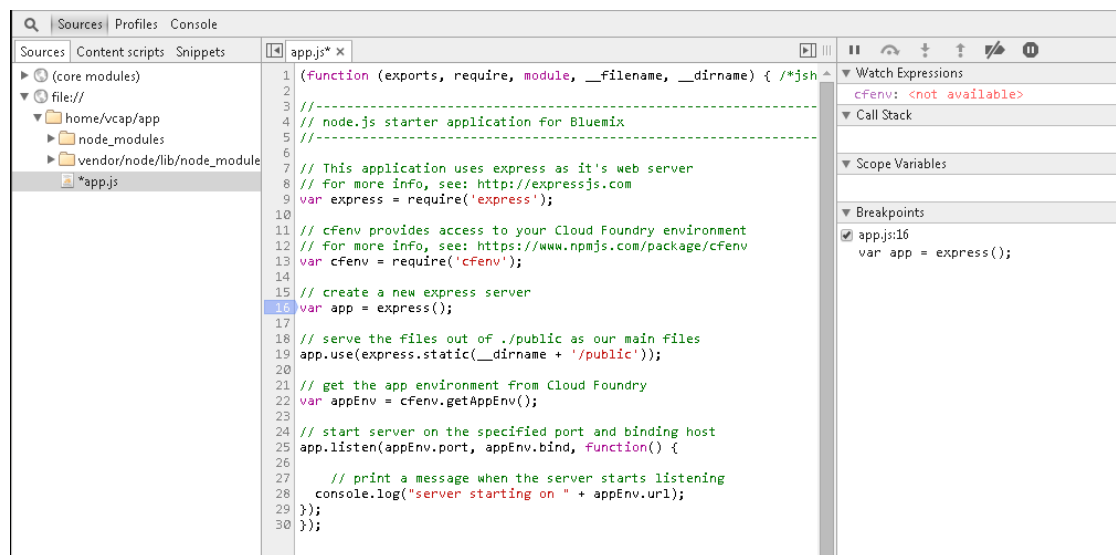 Sources Profiles Console
Sources Content scripts Snippets
(core modules)
file://
home/vcap/app
node_modules
vendor/node/lib/node_module
*app.js
app.js* ×
1 (function (exports, require, module, __filename, __dirname) { /*jsh
2
3 //------------------------------------------------------------------------------
4 // node.js starter application for Bluemix
5 //------------------------------------------------------------------------------
6
7 // This application uses express as it's web server
8 // for more info, see: http://expressjs.com
9 var express = require('express');
10
11 // cfenv provides access to your Cloud Foundry environment
12 // for more info, see: https://www.npmjs.com/package/cfenv
13 var cfenv = require('cfenv');
14
15 // create a new express server
16 var app = express();
17
18 // serve the files out of ./public as our main files
19 app.use(express.static(__dirname + '/public'));
20
21 // get the app environment from Cloud Foundry
22 var appEnv = cfenv.getAppEnv();
23
24 // start server on the specified port and binding host
25 app.listen(appEnv.port, appEnv.bind, function() {
26
27     // print a message when the server starts listening
28   console.log("server starting on " + appEnv.url);
29 });
30 });
Watch Expressions
cfenv: <not available>
Call Stack
Scope Variables
Breakpoints
app.js:16
var app = express();